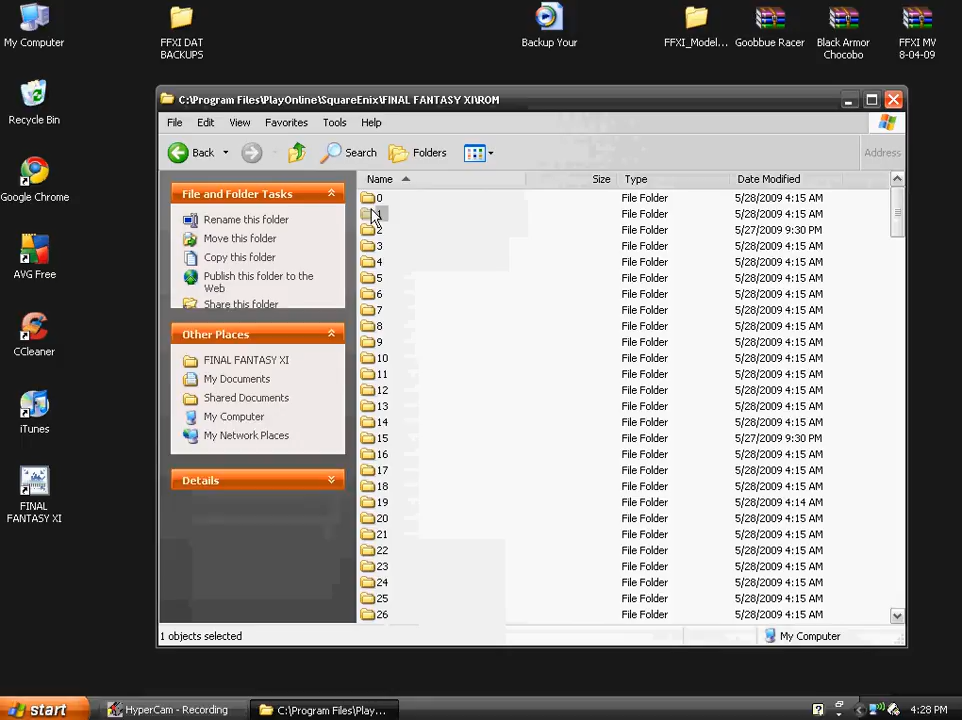 My Computer
FFXI DAT
BACKUPS
Backup Your
FFXI_Model...
Goobbue Racer
Black Armor
Chocobo
FFXI MV
8-04-09
Recycle Bin
Google Chrome
AVG Free
CCleaner
iTunes
FINAL
FANTASY XI
C:\Program Files\PlayOnline\SquareEnix\FINAL FANTASY XI\ROM
File Edit View Favorites Tools Help
Back Search Folders Address
File and Folder Tasks
Rename this folder
Move this folder
Copy this folder
Publish this folder to the
Web
Share this folder
Other Places
FINAL FANTASY XI
My Documents
Shared Documents
My Computer
My Network Places
Details
Name Size Type Date Modified
0 File Folder 5/28/2009 4:15 AM
1 File Folder 5/28/2009 4:15 AM
2 File Folder 5/27/2009 9:30 PM
3 File Folder 5/28/2009 4:15 AM
4 File Folder 5/28/2009 4:15 AM
5 File Folder 5/28/2009 4:15 AM
6 File Folder 5/28/2009 4:15 AM
7 File Folder 5/28/2009 4:15 AM
8 File Folder 5/28/2009 4:15 AM
9 File Folder 5/28/2009 4:15 AM
10 File Folder 5/28/2009 4:15 AM
11 File Folder 5/28/2009 4:15 AM
12 File Folder 5/28/2009 4:15 AM
13 File Folder 5/28/2009 4:15 AM
14 File Folder 5/28/2009 4:15 AM
15 File Folder 5/27/2009 9:30 PM
16 File Folder 5/28/2009 4:15 AM
17 File Folder 5/28/2009 4:15 AM
18 File Folder 5/28/2009 4:15 AM
19 File Folder 5/28/2009 4:14 AM
20 File Folder 5/28/2009 4:15 AM
21 File Folder 5/28/2009 4:15 AM
22 File Folder 5/28/2009 4:15 AM
23 File Folder 5/28/2009 4:15 AM
24 File Folder 5/28/2009 4:15 AM
25 File Folder 5/28/2009 4:15 AM
26 File Folder 5/28/2009 4:15 AM
1 objects selected My Computer
start HyperCam - Recording C:\Program Files\Play... 4:28 PM